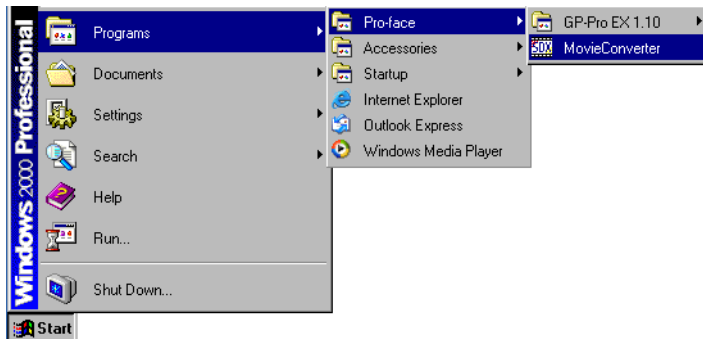 Windows 2000 Professional
Programs
Documents
Settings
Search
Help
Run...
Shut Down...
Start
Pro-face
Accessories
Startup
Internet Explorer
Outlook Express
Windows Media Player
GP-Pro EX 1.10
SDX MovieConverter